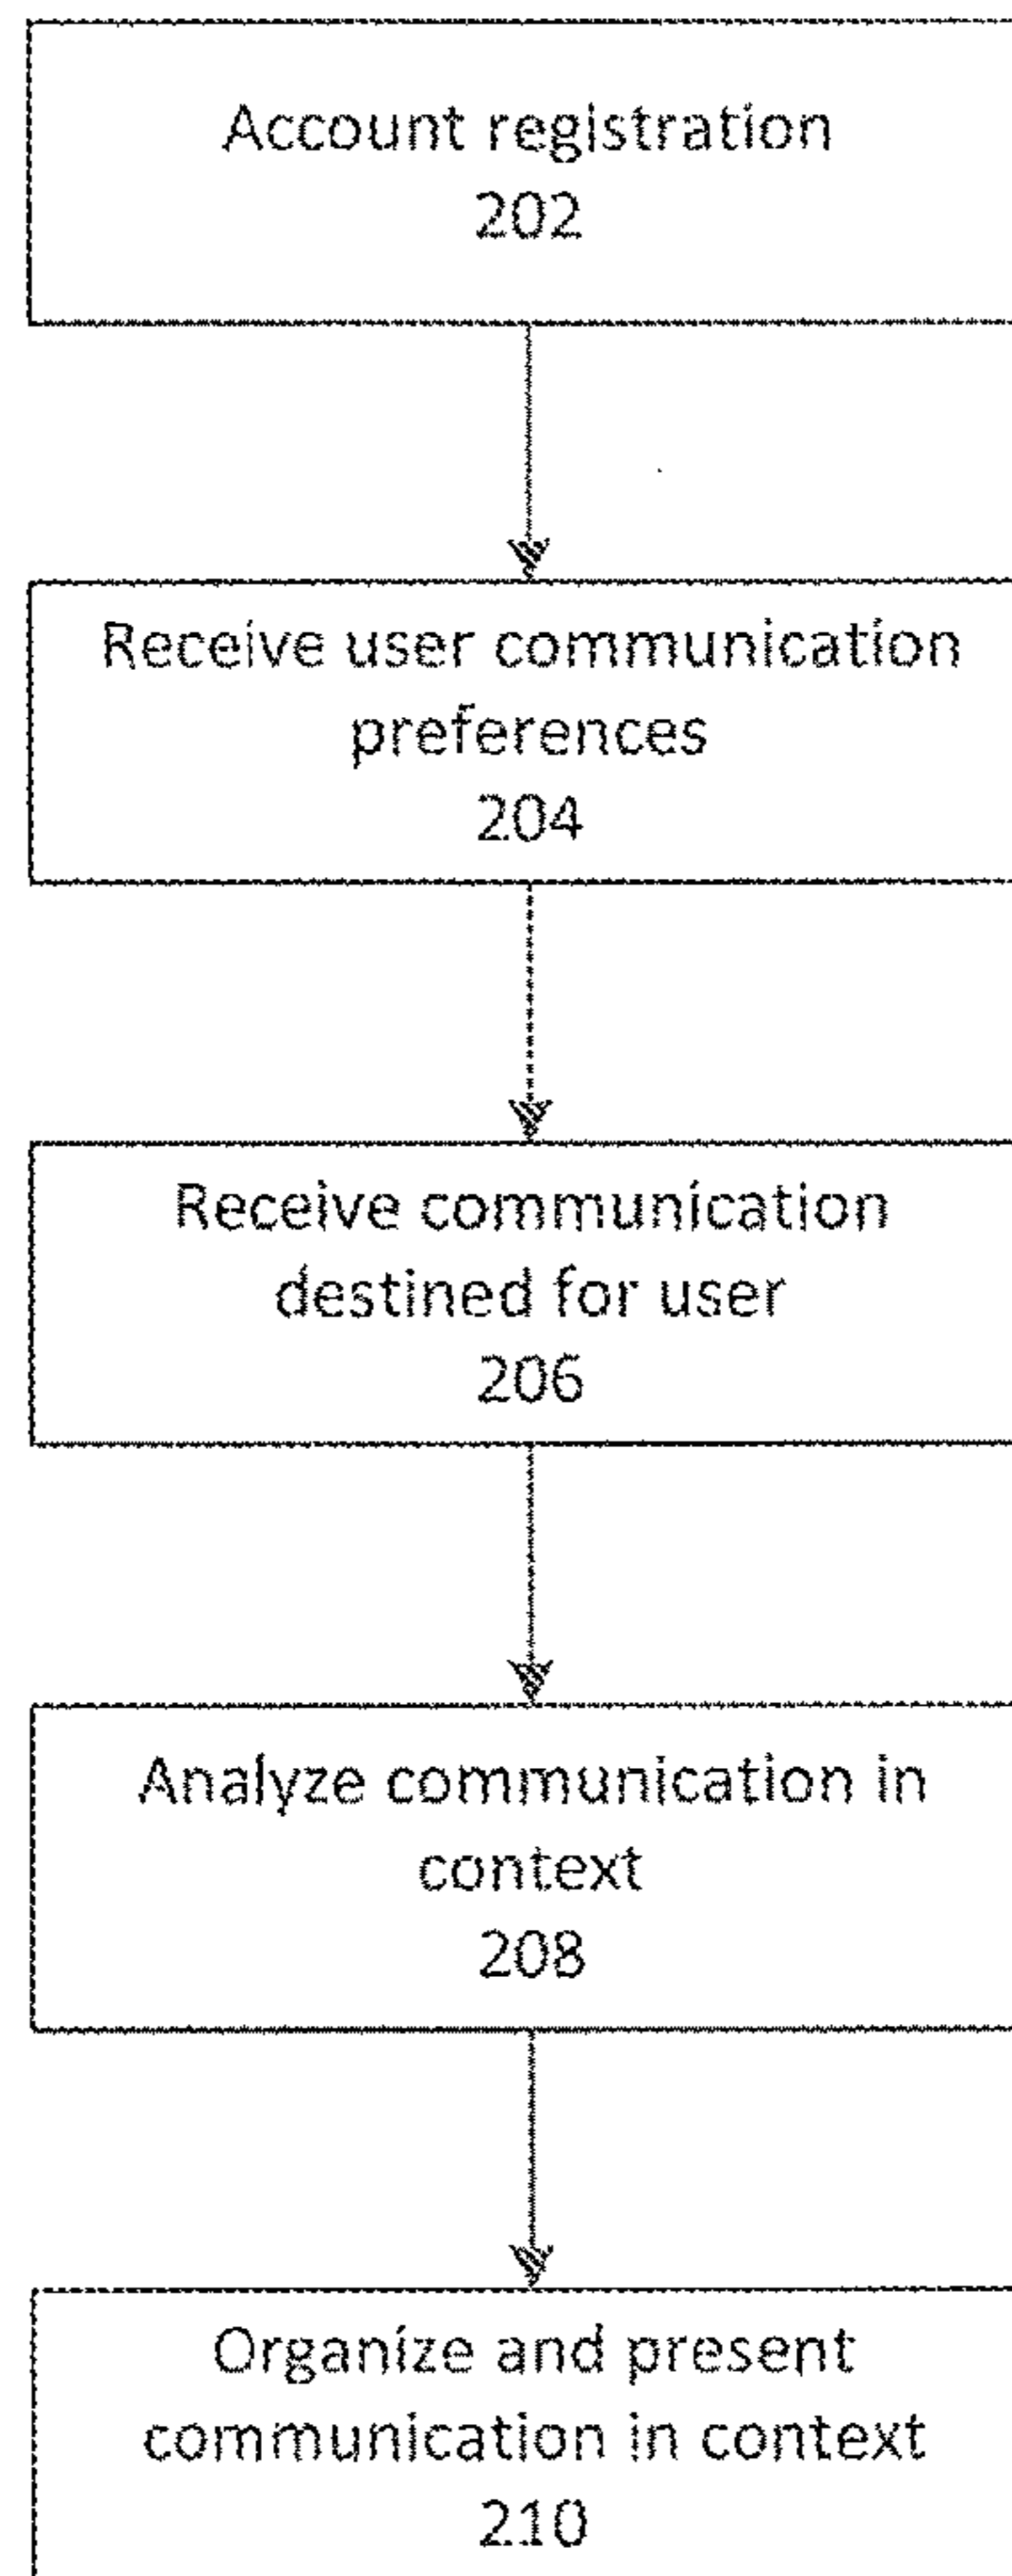 Account registration
202
Receive user communication
preferences
204
Receive communication
destined for user
206
Analyze communication in
context
208
Organize and present
communication in context
210